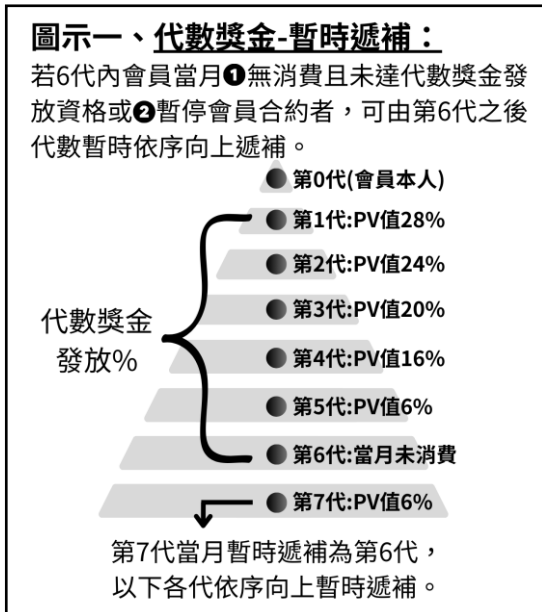 圖示一、代數獎金-暫時遞補：
若6代內會員當月❶無消費且未達代數獎金發
放資格或❷暫停會員合約者，可由第6代之後
代數暫時依序向上遞補。
第0代(會員本人)
第1代:PV值28%
第2代:PV值24%
第3代:PV值20%
代數獎金
發放%
第4代:PV值16%
第5代:PV值6%
第6代:當月未消費
第7代:PV值6%
第7代當月暫時遞補為第6代，
以下各代依序向上暫時遞補。